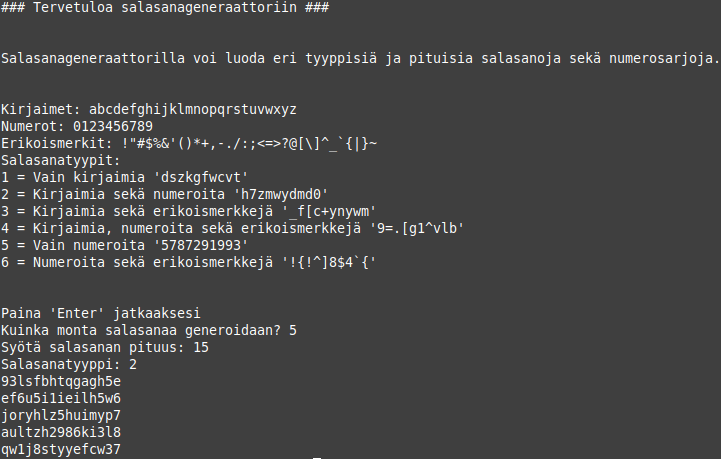 ### Tervetuloa salasanageneraattoriin ###
Salasanageneraattorilla voi luoda eri tyyppisiä ja pituisia salasanoja sekä numerosarjoja.
Kirjaimet: abcdefghijklmnopqrstuvwxyz
Numerot: 0123456789
Erikoismerkit: !"#$%&'()*+,-./:;<=>?@[\]^_`{|}~
Salasanatyypit:
1 = Vain kirjaimia 'dszkgfwcvt'
2 = Kirjaimia sekä numeroita 'h7zmwydmd0'
3 = Kirjaimia sekä erikoismerkkejä '_f[c+ynywm'
4 = Kirjaimia, numeroita sekä erikoismerkkejä '9=.[g1^vlb'
5 = Vain numeroita '5787291993'
6 = Numeroita sekä erikoismerkkejä '!{!^]8$4`{'
Paina 'Enter' jatkaaksesi
Kuinka monta salasanaa generoidaan? 5
Syötä salasanan pituus: 15
Salasanatyyppi: 2
93lsfbhtqgagh5e
ef6u5i1ieilh5w6
joryhlz5huimyp7
aultzh2986ki3l8
qw1j8styyefcw37